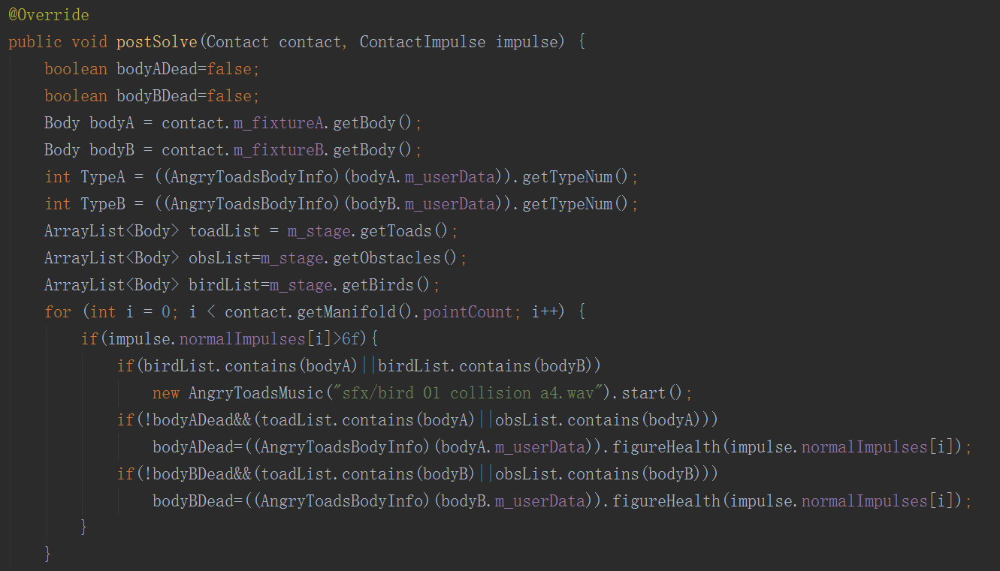 @Override
public void postSolve(Contact contact, ContactImpulse impulse) {
    boolean bodyADead=false;
    boolean bodyBDead=false;
    Body bodyA = contact.m_fixtureA.getBody();
    Body bodyB = contact.m_fixtureB.getBody();
    int TypeA = ((AngryToadsBodyInfo)(bodyA.m_userData)).getTypeNum();
    int TypeB = ((AngryToadsBodyInfo)(bodyB.m_userData)).getTypeNum();
    ArrayList<Body> toadList = m_stage.getToads();
    ArrayList<Body> obsList=m_stage.getObstacles();
    ArrayList<Body> birdList=m_stage.getBirds();
    for (int i = 0; i < contact.getManifold().pointCount; i++) {
        if(impulse.normalImpulses[i]>6f){
            if(birdList.contains(bodyA)||birdList.contains(bodyB))
                new AngryToadsMusic("sfx/bird 01 collision a4.wav").start();
            if(!bodyADead&&(toadList.contains(bodyA)||obsList.contains(bodyA)))
                bodyADead=((AngryToadsBodyInfo)(bodyA.m_userData)).figureHealth(impulse.normalImpulses[i]);
            if(!bodyBDead&&(toadList.contains(bodyB)||obsList.contains(bodyB)))
                bodyBDead=((AngryToadsBodyInfo)(bodyB.m_userData)).figureHealth(impulse.normalImpulses[i]);
        }
    }